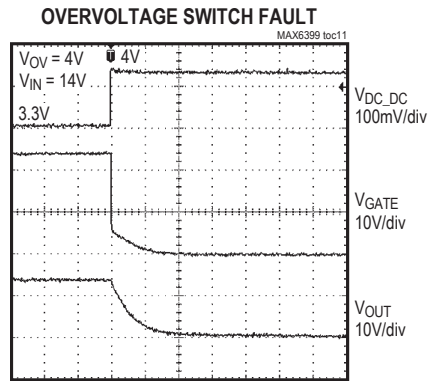 OVERVOLTAGE SWITCH FAULT
MAX6399 toc11
VOV = 4V
4V
VIN = 14V
3.3V
VDC_DC
100mV/div
VGATE
10V/div
VOUT
10V/div